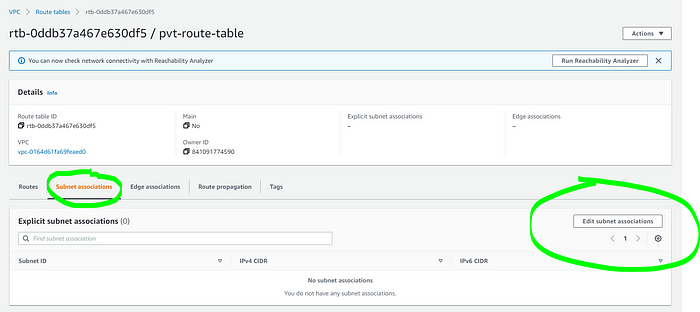 VPC > Route tables > rtb-0ddb37a467e630df5
rtb-0ddb37a467e630df5 / pvt-route-table
Actions ▼
You can now check network connectivity with Reachability Analyzer
Run Reachability Analyzer
Details Info
Route table ID
rtb-0ddb37a467e630df5
Main
No
Explicit subnet associations
–
Edge associations
–
VPC
vpc-0164d61fa69feaed0
Owner ID
841091774590
Routes
Subnet associations
Edge associations
Route propagation
Tags
Explicit subnet associations (0)
Edit subnet associations
Find subnet association
1
Subnet ID
IPv4 CIDR
IPv6 CIDR
No subnet associations
You do not have any subnet associations.